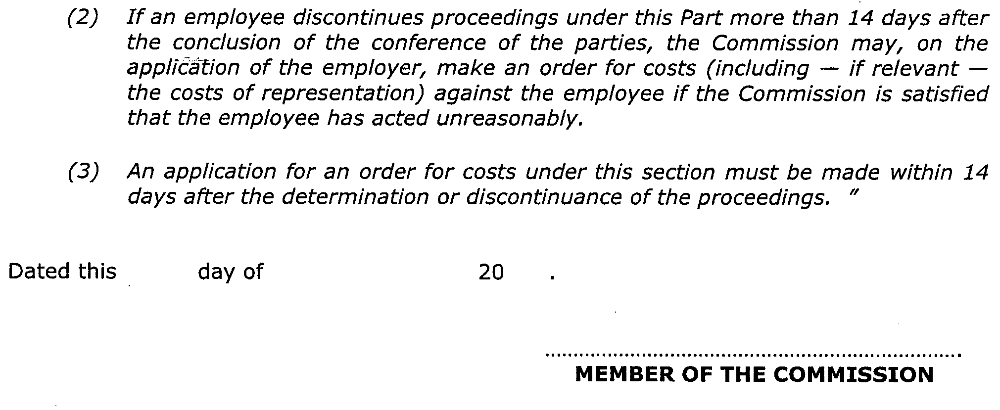 (2) If an employee discontinues proceedings under this Part more than 14 days after
the conclusion of the conference of the parties, the Commission may, on the
application of the employer, make an order for costs (including — if relevant —
the costs of representation) against the employee if the Commission is satisfied
that the employee has acted unreasonably.
(3) An application for an order for costs under this section must be made within 14
days after the determination or discontinuance of the proceedings. "
Dated this day of 20 .
MEMBER OF THE COMMISSION